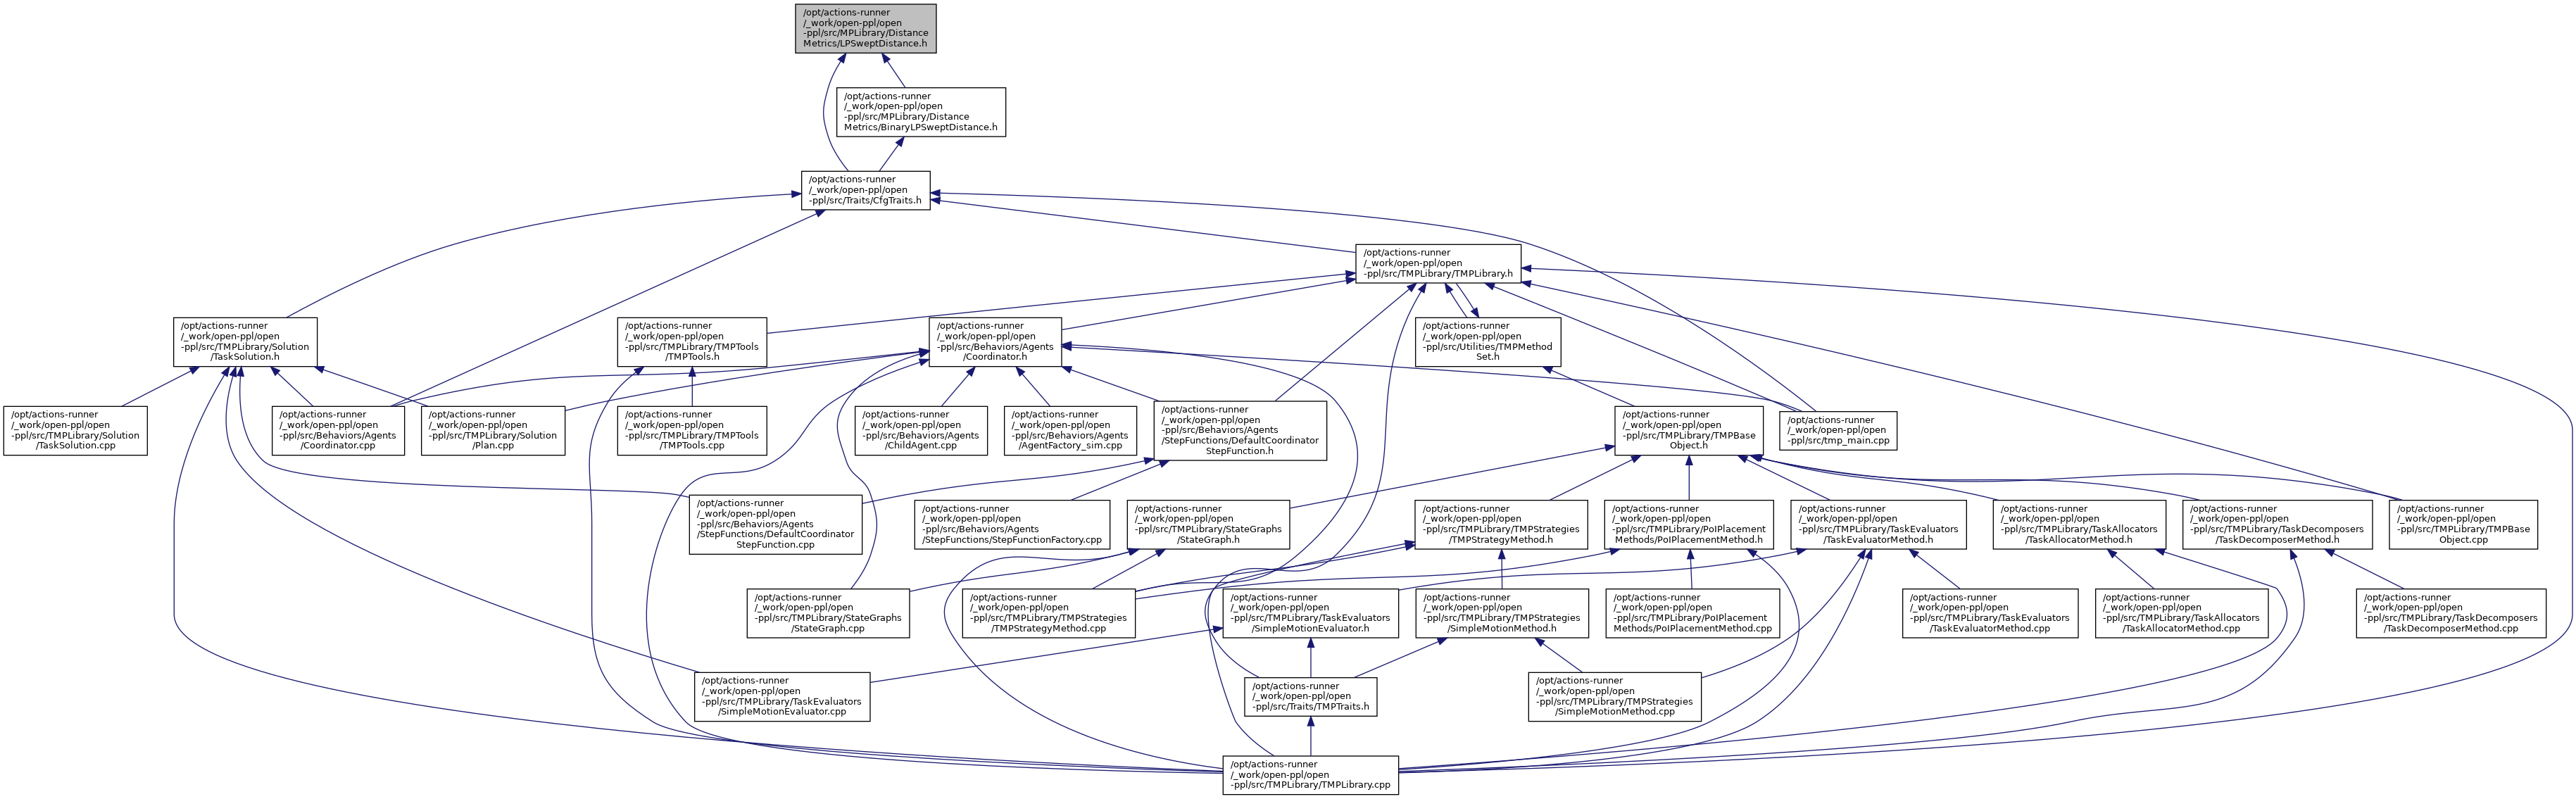 /opt/actions-runner
/_work/open-ppl/open
-ppl/src/MPLibrary/Distance
Metrics/LPSweptDistance.h
/opt/actions-runner
/_work/open-ppl/open
-ppl/src/MPLibrary/Distance
Metrics/BinaryLPSweptDistance.h
/opt/actions-runner
/_work/open-ppl/open
-ppl/src/Traits/CfgTraits.h
/opt/actions-runner
/_work/open-ppl/open
-ppl/src/TMPLibrary/TMPLibrary.h
/opt/actions-runner
/_work/open-ppl/open
-ppl/src/TMPLibrary/Solution
/TaskSolution.h
/opt/actions-runner
/_work/open-ppl/open
-ppl/src/TMPLibrary/TMPTools
/TMPTools.h
/opt/actions-runner
/_work/open-ppl/open
-ppl/src/Behaviors/Agents
/Coordinator.h
/opt/actions-runner
/_work/open-ppl/open
-ppl/src/Utilities/TMPMethod
Set.h
/opt/actions-runner
/_work/open-ppl/open
-ppl/src/TMPLibrary/Solution
/TaskSolution.cpp
/opt/actions-runner
/_work/open-ppl/open
-ppl/src/Behaviors/Agents
/Coordinator.cpp
/opt/actions-runner
/_work/open-ppl/open
-ppl/src/TMPLibrary/Solution
/Plan.cpp
/opt/actions-runner
/_work/open-ppl/open
-ppl/src/TMPLibrary/TMPTools
/TMPTools.cpp
/opt/actions-runner
/_work/open-ppl/open
-ppl/src/Behaviors/Agents
/ChildAgent.cpp
/opt/actions-runner
/_work/open-ppl/open
-ppl/src/Behaviors/Agents
/AgentFactory_sim.cpp
/opt/actions-runner
/_work/open-ppl/open
-ppl/src/Behaviors/Agents
/StepFunctions/DefaultCoordinator
StepFunction.h
/opt/actions-runner
/_work/open-ppl/open
-ppl/src/TMPLibrary/TMPBase
Object.h
/opt/actions-runner
/_work/open-ppl/open
-ppl/src/tmp_main.cpp
/opt/actions-runner
/_work/open-ppl/open
-ppl/src/Behaviors/Agents
/StepFunctions/DefaultCoordinator
StepFunction.cpp
/opt/actions-runner
/_work/open-ppl/open
-ppl/src/Behaviors/Agents
/StepFunctions/StepFunctionFactory.cpp
/opt/actions-runner
/_work/open-ppl/open
-ppl/src/TMPLibrary/StateGraphs
/StateGraph.h
/opt/actions-runner
/_work/open-ppl/open
-ppl/src/TMPLibrary/TMPStrategies
/TMPStrategyMethod.h
/opt/actions-runner
/_work/open-ppl/open
-ppl/src/TMPLibrary/PoIPlacement
Methods/PoIPlacementMethod.h
/opt/actions-runner
/_work/open-ppl/open
-ppl/src/TMPLibrary/TaskEvaluators
/TaskEvaluatorMethod.h
/opt/actions-runner
/_work/open-ppl/open
-ppl/src/TMPLibrary/TaskAllocators
/TaskAllocatorMethod.h
/opt/actions-runner
/_work/open-ppl/open
-ppl/src/TMPLibrary/TaskDecomposers
/TaskDecomposerMethod.h
/opt/actions-runner
/_work/open-ppl/open
-ppl/src/TMPLibrary/TMPBase
Object.cpp
/opt/actions-runner
/_work/open-ppl/open
-ppl/src/TMPLibrary/StateGraphs
/StateGraph.cpp
/opt/actions-runner
/_work/open-ppl/open
-ppl/src/TMPLibrary/TMPStrategies
/TMPStrategyMethod.cpp
/opt/actions-runner
/_work/open-ppl/open
-ppl/src/TMPLibrary/TaskEvaluators
/SimpleMotionEvaluator.h
/opt/actions-runner
/_work/open-ppl/open
-ppl/src/TMPLibrary/TMPStrategies
/SimpleMotionMethod.h
/opt/actions-runner
/_work/open-ppl/open
-ppl/src/TMPLibrary/PoIPlacement
Methods/PoIPlacementMethod.cpp
/opt/actions-runner
/_work/open-ppl/open
-ppl/src/TMPLibrary/TaskEvaluators
/TaskEvaluatorMethod.cpp
/opt/actions-runner
/_work/open-ppl/open
-ppl/src/TMPLibrary/TaskAllocators
/TaskAllocatorMethod.cpp
/opt/actions-runner
/_work/open-ppl/open
-ppl/src/TMPLibrary/TaskDecomposers
/TaskDecomposerMethod.cpp
/opt/actions-runner
/_work/open-ppl/open
-ppl/src/TMPLibrary/TaskEvaluators
/SimpleMotionEvaluator.cpp
/opt/actions-runner
/_work/open-ppl/open
-ppl/src/Traits/TMPTraits.h
/opt/actions-runner
/_work/open-ppl/open
-ppl/src/TMPLibrary/TMPStrategies
/SimpleMotionMethod.cpp
/opt/actions-runner
/_work/open-ppl/open
-ppl/src/TMPLibrary/TMPLibrary.cpp